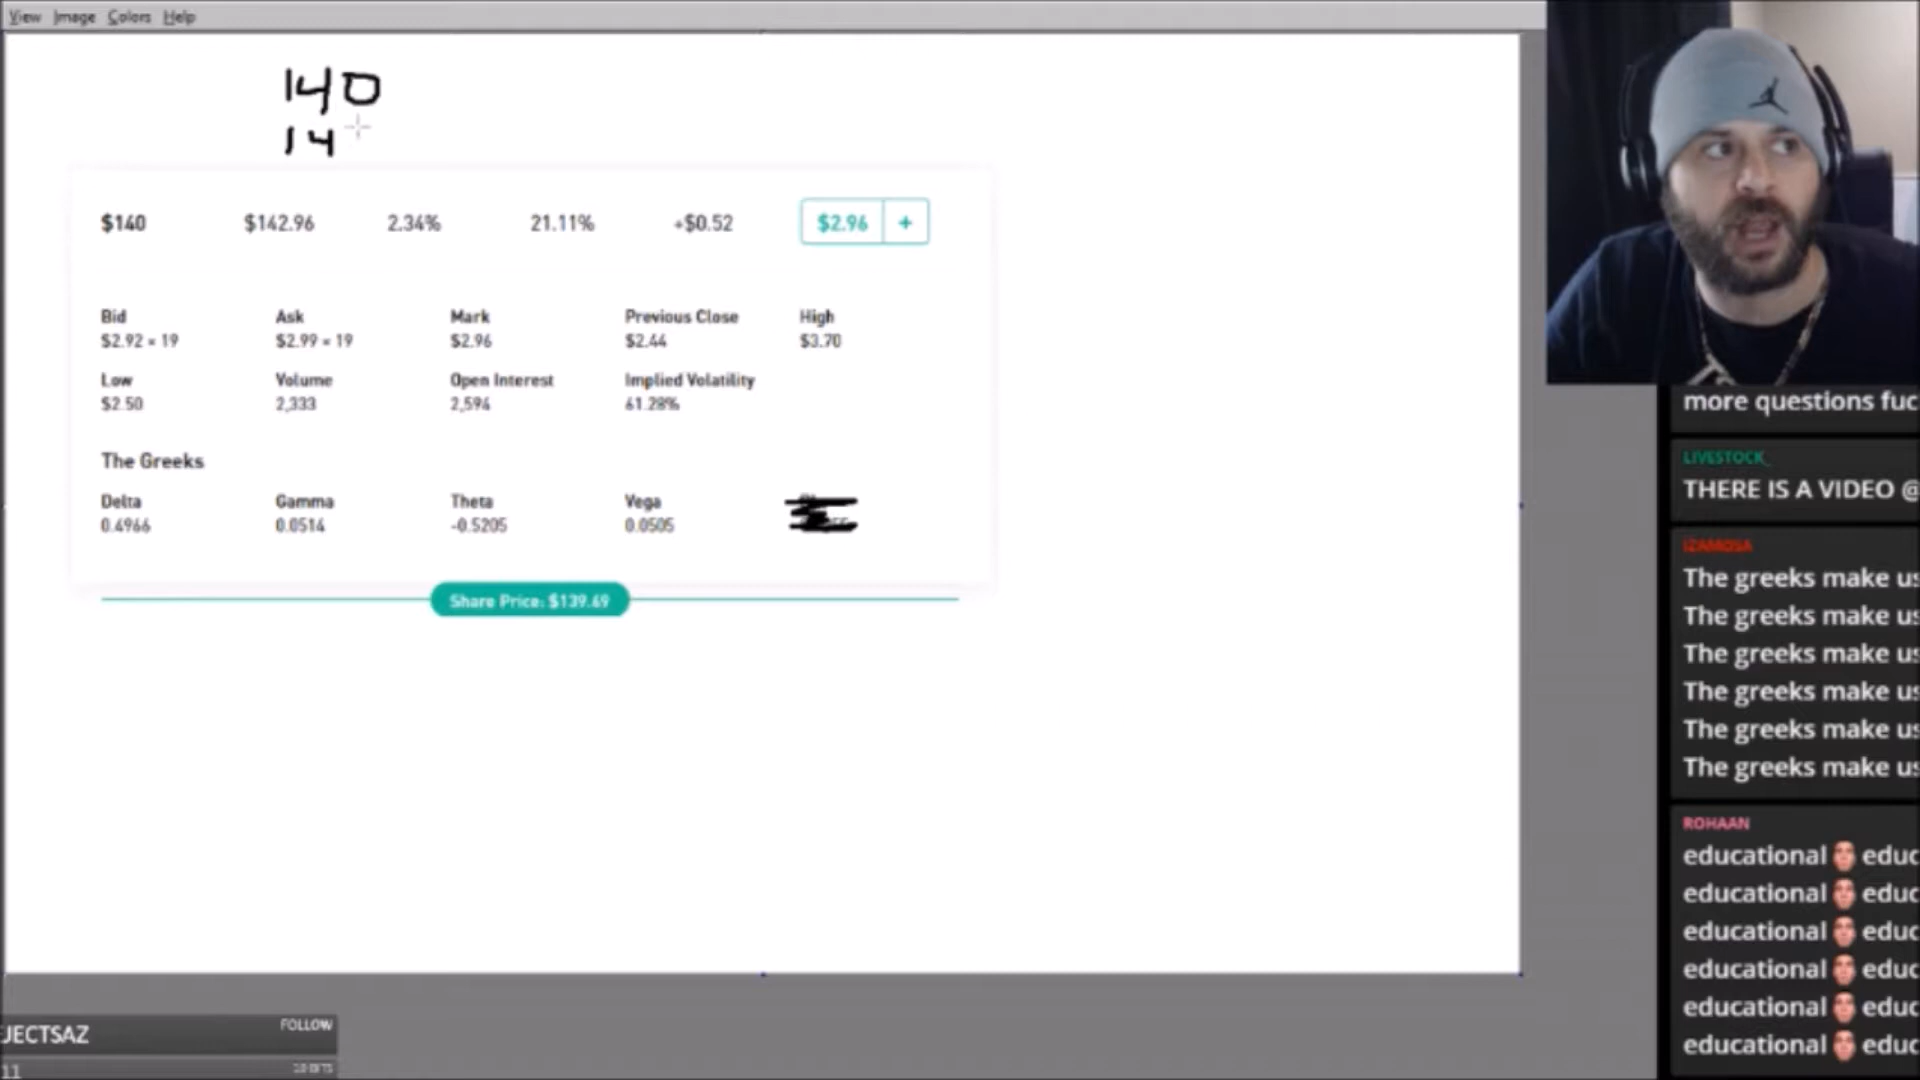 View Image Colors Help
140
14
$140 $142.96 2.34% 21.11% +$0.52 $2.96 +
Bid Ask Mark Previous Close High
$2.92 × 19 $2.99 × 19 $2.96 $2.44 $3.70
Low Volume Open Interest Implied Volatility
$2.50 2,333 2,594 61.28%
The Greeks
Delta Gamma Theta Vega
0.4966 0.0514 -0.5205 0.0505
Share Price: $139.69
more questions fuc
LIVESTOCK_
THERE IS A VIDEO @
IZAMOSA
The greeks make us
The greeks make us
The greeks make us
The greeks make us
The greeks make us
The greeks make us
ROHAAN
educational educ
educational educ
educational educ
educational educ
educational educ
educational educ
JECTSAZ FOLLOW
11